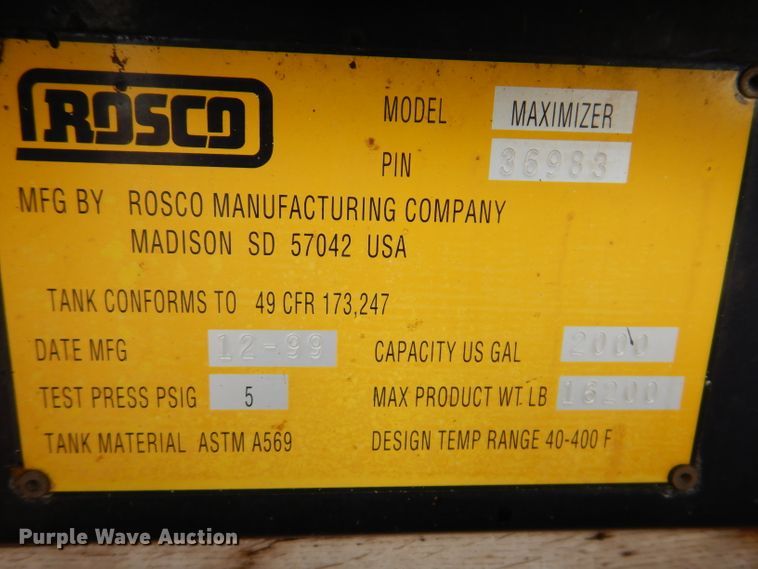 ROSCO
MODEL MAXIMIZER
PIN 36983
MFG BY ROSCO MANUFACTURING COMPANY
MADISON SD 57042 USA
TANK CONFORMS TO 49 CFR 173,247
DATE MFG 12-99 CAPACITY US GAL 2000
TEST PRESS PSIG 5 MAX PRODUCT WT. LB 16200
TANK MATERIAL ASTM A569 DESIGN TEMP RANGE 40-400 F
Purple Wave Auction